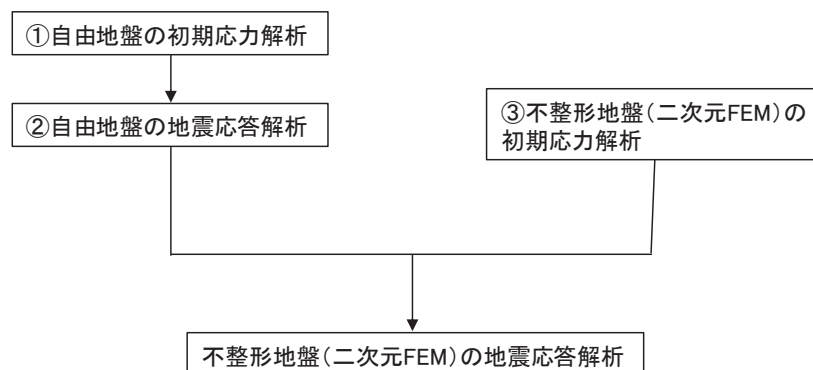 ①自由地盤の初期応力解析
②自由地盤の地震応答解析
③不整形地盤(二次元FEM)の
初期応力解析
不整形地盤(二次元FEM)の地震応答解析